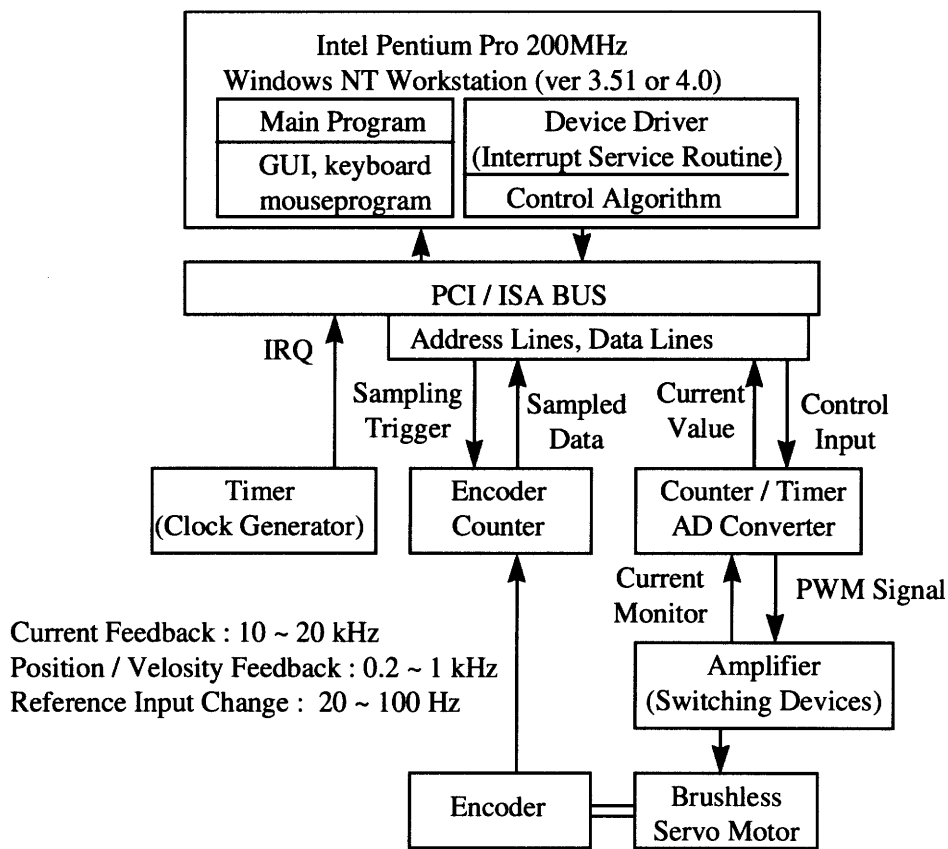 Intel Pentium Pro 200MHz
Windows NT Workstation (ver 3.51 or 4.0)
Main Program
GUI, keyboard
mouseprogram
Device Driver
(Interrupt Service Routine)
Control Algorithm
PCI / ISA BUS
Address Lines, Data Lines
IRQ
Sampling
Trigger
Sampled
Data
Current
Value
Control
Input
Timer
(Clock Generator)
Encoder
Counter
Counter / Timer
AD Converter
Current
Monitor
PWM Signal
Current Feedback : 10 ~ 20 kHz
Position / Velosity Feedback : 0.2 ~ 1 kHz
Reference Input Change : 20 ~ 100 Hz
Amplifier
(Switching Devices)
Encoder
Brushless
Servo Motor